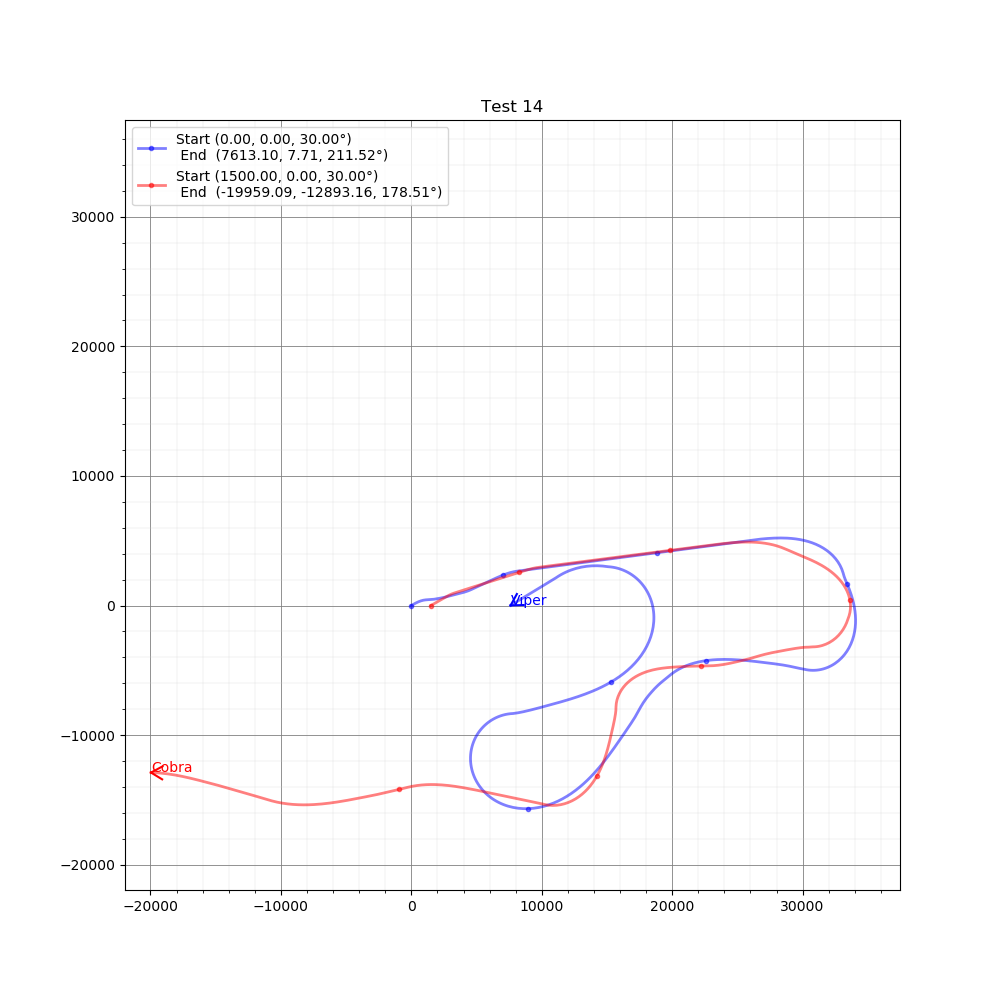 Test 14
Start (0.00, 0.00, 30.00°)
End  (7613.10, 7.71, 211.52°)
Start (1500.00, 0.00, 30.00°)
End  (-19959.09, -12893.16, 178.51°)
30000
20000
10000
0
−10000
−20000
Viper
Cobra
−20000 −10000 0 10000 20000 30000